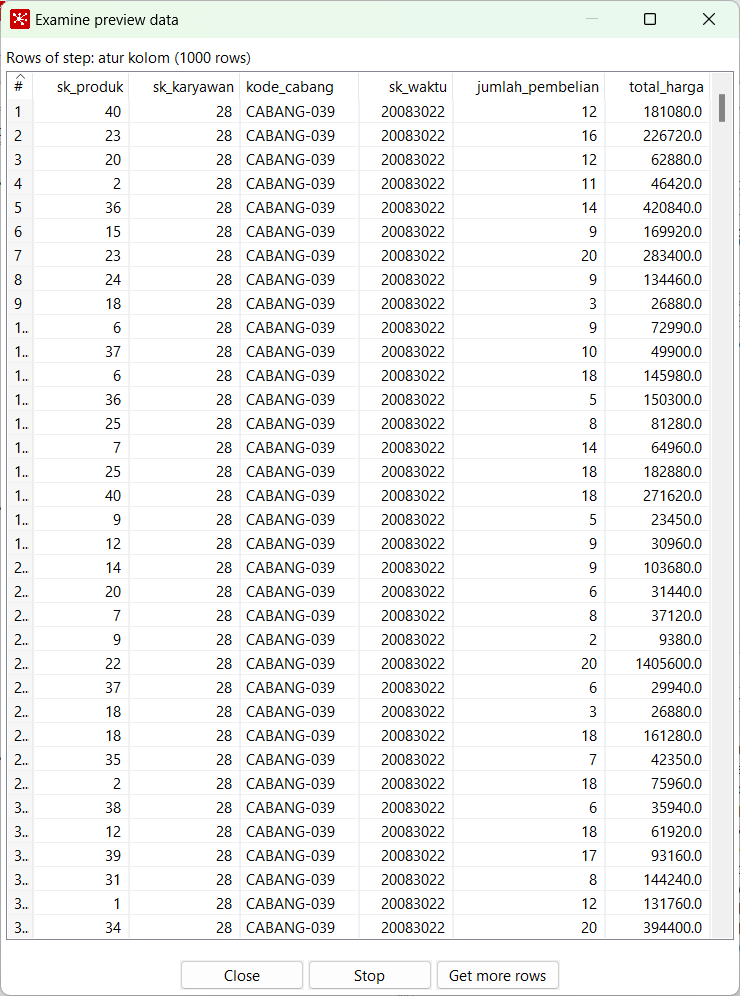 Examine preview data
Rows of step: atur kolom (1000 rows)
# sk_produk sk_karyawan kode_cabang sk_waktu jumlah_pembelian total_harga
1 40 28 CABANG-039 20083022 12 181080.0
2 23 28 CABANG-039 20083022 16 226720.0
3 20 28 CABANG-039 20083022 12 62880.0
4 2 28 CABANG-039 20083022 11 46420.0
5 36 28 CABANG-039 20083022 14 420840.0
6 15 28 CABANG-039 20083022 9 169920.0
7 23 28 CABANG-039 20083022 20 283400.0
8 24 28 CABANG-039 20083022 9 134460.0
9 18 28 CABANG-039 20083022 3 26880.0
1.. 6 28 CABANG-039 20083022 9 72990.0
1.. 37 28 CABANG-039 20083022 10 49900.0
1.. 6 28 CABANG-039 20083022 18 145980.0
1.. 36 28 CABANG-039 20083022 5 150300.0
1.. 25 28 CABANG-039 20083022 8 81280.0
1.. 7 28 CABANG-039 20083022 14 64960.0
1.. 25 28 CABANG-039 20083022 18 182880.0
1.. 40 28 CABANG-039 20083022 18 271620.0
1.. 9 28 CABANG-039 20083022 5 23450.0
1.. 12 28 CABANG-039 20083022 9 30960.0
2.. 14 28 CABANG-039 20083022 9 103680.0
2.. 20 28 CABANG-039 20083022 6 31440.0
2.. 7 28 CABANG-039 20083022 8 37120.0
2.. 9 28 CABANG-039 20083022 2 9380.0
2.. 22 28 CABANG-039 20083022 20 1405600.0
2.. 37 28 CABANG-039 20083022 6 29940.0
2.. 18 28 CABANG-039 20083022 3 26880.0
2.. 18 28 CABANG-039 20083022 18 161280.0
2.. 35 28 CABANG-039 20083022 7 42350.0
2.. 2 28 CABANG-039 20083022 18 75960.0
3.. 38 28 CABANG-039 20083022 6 35940.0
3.. 12 28 CABANG-039 20083022 18 61920.0
3.. 39 28 CABANG-039 20083022 17 93160.0
3.. 31 28 CABANG-039 20083022 8 144240.0
3.. 1 28 CABANG-039 20083022 12 131760.0
3.. 34 28 CABANG-039 20083022 20 394400.0
Close Stop Get more rows